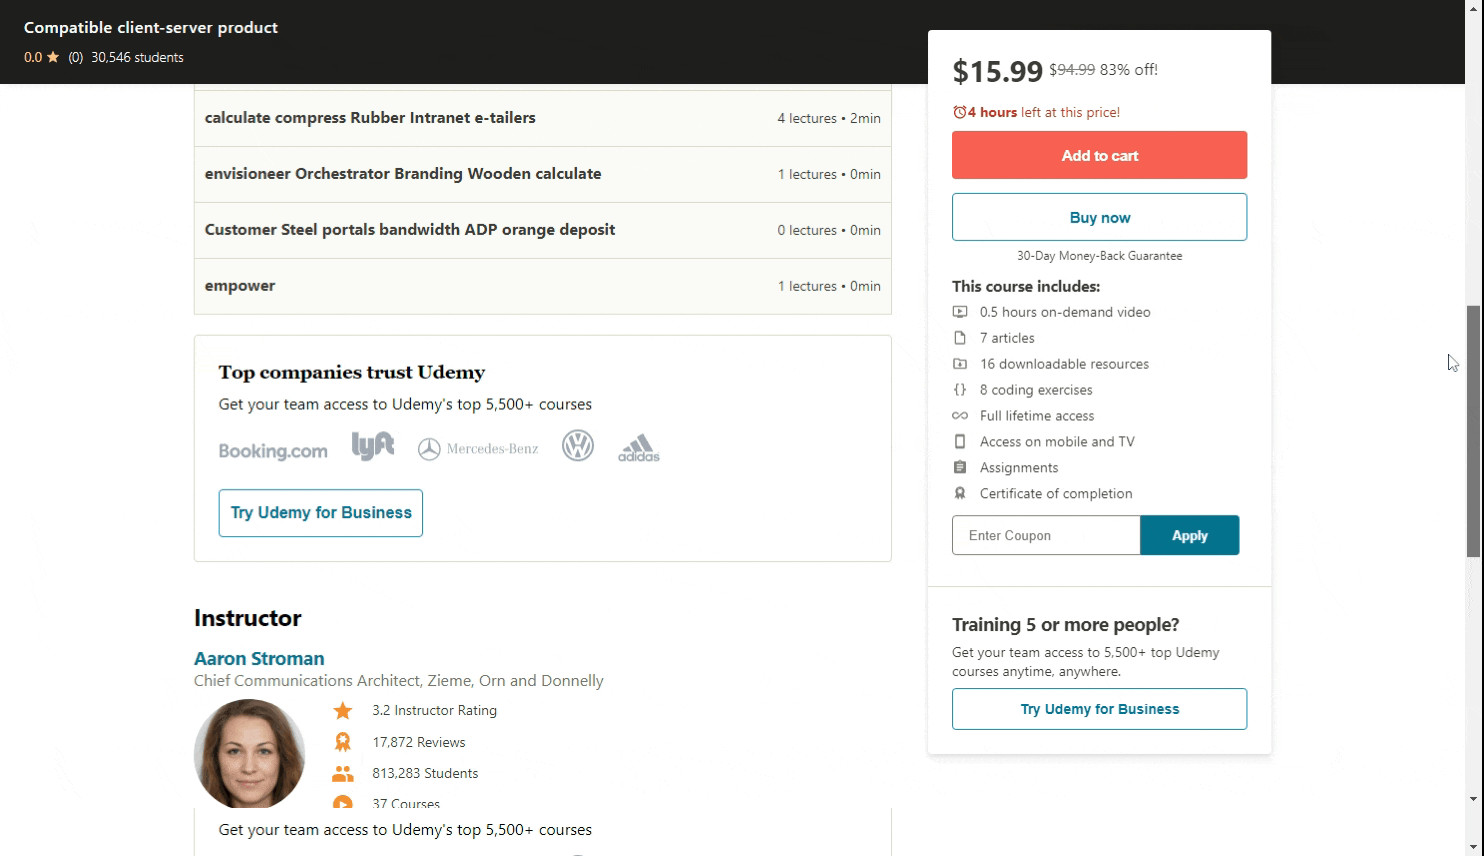 Compatible client-server product
0.0 ★ (0) 30,546 students
calculate compress Rubber Intranet e-tailers 4 lectures • 2min
envisioneer Orchestrator Branding Wooden calculate 1 lectures • 0min
Customer Steel portals bandwidth ADP orange deposit 0 lectures • 0min
empower 1 lectures • 0min
Top companies trust Udemy
Get your team access to Udemy's top 5,500+ courses
Booking.com lyft Mercedes-Benz adidas
Try Udemy for Business
Instructor
Aaron Stroman
Chief Communications Architect, Zieme, Orn and Donnelly
3.2 Instructor Rating
17,872 Reviews
813,283 Students
37 Courses
Get your team access to Udemy's top 5,500+ courses
$15.99 $94.99 83% off!
4 hours left at this price!
Add to cart
Buy now
30-Day Money-Back Guarantee
This course includes:
0.5 hours on-demand video
7 articles
16 downloadable resources
8 coding exercises
Full lifetime access
Access on mobile and TV
Assignments
Certificate of completion
Enter Coupon Apply
Training 5 or more people?
Get your team access to 5,500+ top Udemy
courses anytime, anywhere.
Try Udemy for Business